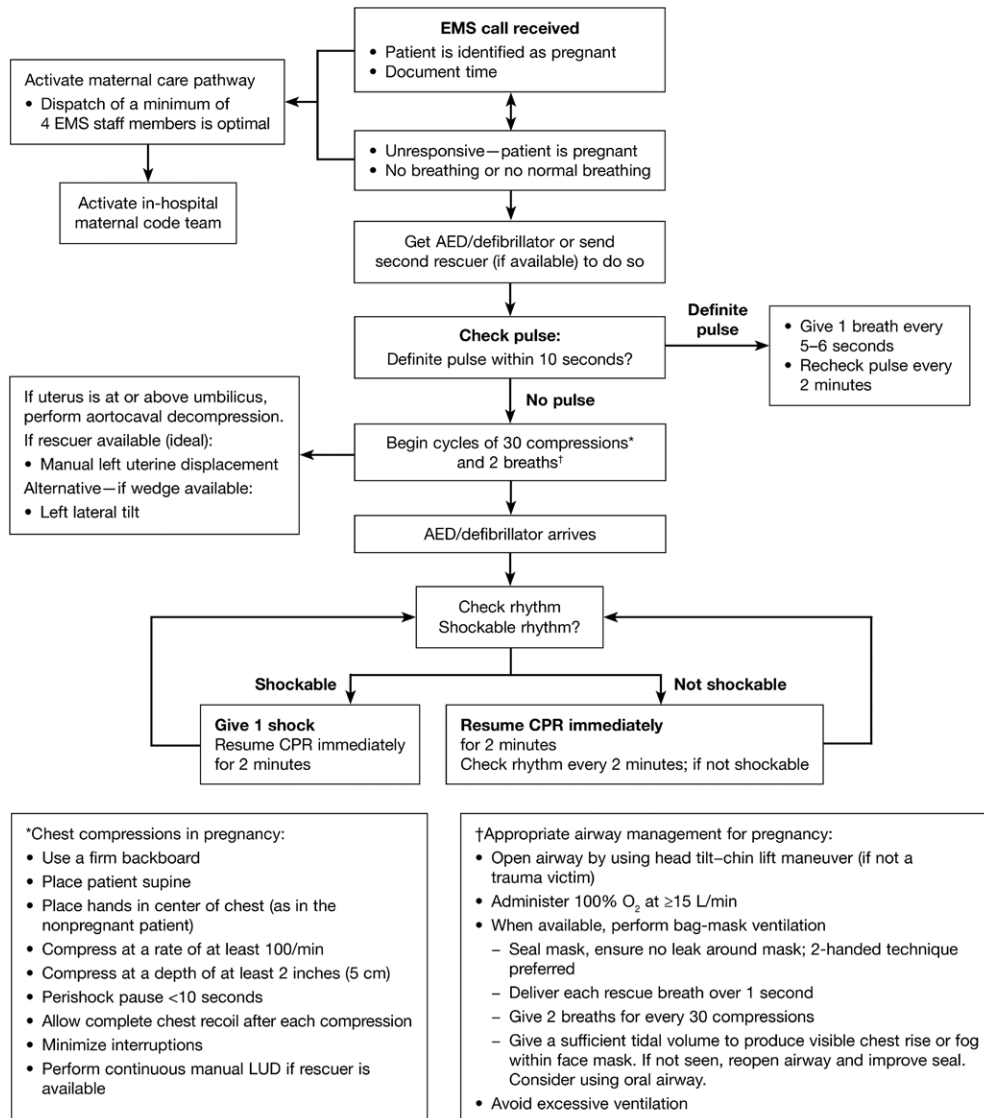 EMS call received
• Patient is identified as pregnant
• Document time
Activate maternal care pathway
• Dispatch of a minimum of
4 EMS staff members is optimal
• Unresponsive—patient is pregnant
• No breathing or no normal breathing
Activate in-hospital
maternal code team
Get AED/defibrillator or send
second rescuer (if available) to do so
Check pulse:
Definite pulse within 10 seconds?
Definite
pulse
• Give 1 breath every
5–6 seconds
• Recheck pulse every
2 minutes
No pulse
If uterus is at or above umbilicus,
perform aortocaval decompression.
If rescuer available (ideal):
• Manual left uterine displacement
Alternative—if wedge available:
• Left lateral tilt
Begin cycles of 30 compressions*
and 2 breaths†
AED/defibrillator arrives
Check rhythm
Shockable rhythm?
Shockable
Not shockable
Give 1 shock
Resume CPR immediately
for 2 minutes
Resume CPR immediately
for 2 minutes
Check rhythm every 2 minutes; if not shockable
*Chest compressions in pregnancy:
• Use a firm backboard
• Place patient supine
• Place hands in center of chest (as in the
nonpregnant patient)
• Compress at a rate of at least 100/min
• Compress at a depth of at least 2 inches (5 cm)
• Perishock pause <10 seconds
• Allow complete chest recoil after each compression
• Minimize interruptions
• Perform continuous manual LUD if rescuer is
available
†Appropriate airway management for pregnancy:
• Open airway by using head tilt–chin lift maneuver (if not a
trauma victim)
• Administer 100% O₂ at ≥15 L/min
• When available, perform bag-mask ventilation
– Seal mask, ensure no leak around mask; 2-handed technique
preferred
– Deliver each rescue breath over 1 second
– Give 2 breaths for every 30 compressions
– Give a sufficient tidal volume to produce visible chest rise or fog
within face mask. If not seen, reopen airway and improve seal.
Consider using oral airway.
• Avoid excessive ventilation